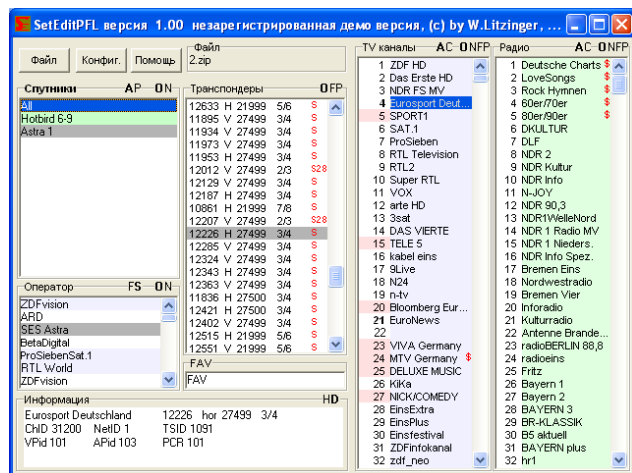 SetEditPFL версия 1.00 незарегистрированная демо версия, (c) by W.Litzinger, ...
Файл
Конфиг.
Помощь
Файл
2.zip
Спутники AP ON
All
Hotbird 6-9
Astra 1
Оператор FS ON
ZDFvision
ARD
SES Astra
BetaDigital
ProSiebenSat.1
RTL World
ZDFvision
Транспондеры OFP
12633 H 21999 5/6 S
11895 V 27499 3/4 S
11934 V 27499 3/4 S
11973 V 27499 3/4 S
11953 H 27499 3/4 S
12012 V 27499 2/3 S28
12129 V 27499 3/4 S
12187 H 27499 3/4 S
10861 H 21999 7/8 S
12207 V 27499 2/3 S28
12226 H 27499 3/4 S
12285 V 27499 3/4 S
12324 V 27499 3/4 S
12343 H 27499 3/4 S
12363 V 27499 3/4 S
11836 H 27500 3/4 S
12421 H 27500 3/4 S
12402 V 27499 3/4 S
12515 H 21999 5/6 S
12551 V 21999 5/6 S
FAV
FAV
Информация HD
Eurosport Deutschland 12226 hor 27499 3/4
ChID 31200 NetID 1 TSID 1091
VPid 101 APid 103 PCR 101
TV каналы AC ONFP
1 ZDF HD
2 Das Erste HD
3 NDR FS MV
4 Eurosport Deut...
5 SPORT1
6 SAT.1
7 ProSieben
8 RTL Television
9 RTL2
10 Super RTL
11 VOX
12 arte HD
13 3sat
14 DAS VIERTE
15 TELE 5
16 kabel eins
17 9Live
18 N24
19 n-tv
20 Bloomberg Eur...
21 EuroNews
22
23 VIVA Germany
24 MTV Germany $
25 DELUXE MUSIC
26 KiKa
27 NICK/COMEDY
28 EinsExtra
29 EinsPlus
30 Einsfestival
31 ZDFinfokanal
32 zdf_neo
Радио AC ONFP
1 Deutsche Charts $
2 LoveSongs $
3 Rock Hymnen $
4 60er/70er $
5 80er/90er $
6 DKULTUR
7 DLF
8 NDR 2
9 NDR Kultur
10 NDR Info
11 N-JOY
12 NDR 90,3
13 NDR1WelleNord
14 NDR 1 Radio MV
15 NDR 1 Nieders.
16 NDR Info Spez.
17 Bremen Eins
18 Nordwestradio
19 Bremen Vier
20 Inforadio
21 Kulturradio
22 Antenne Brande...
23 radioBERLIN 88,8
24 radioeins
25 Fritz
26 Bayern 1
27 Bayern 2
28 BAYERN 3
29 BR-KLASSIK
30 B5 aktuell
31 BAYERN plus
32 hr1